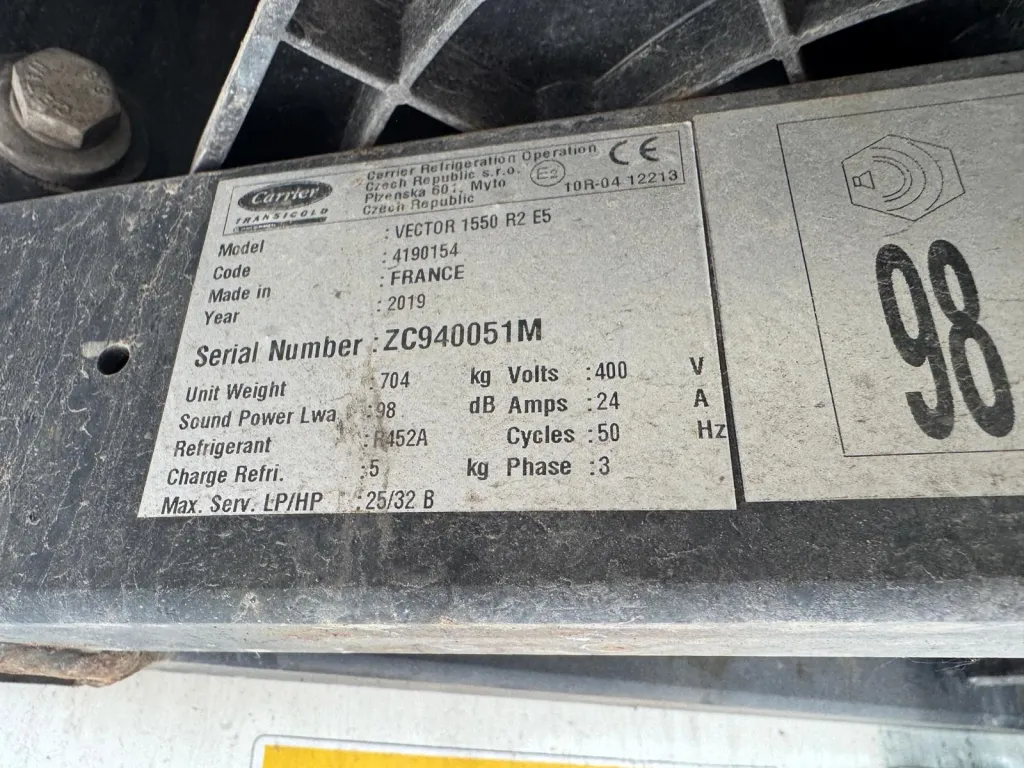 Carrier
TRANSICOLD
Carrier Refrigeration Operation
Czech Republic s.r.o.
Plzenska 607, Myto
Czech Republic
E2
CE
10R-04 12213
Model : VECTOR 1550 R2 E5
Code : 4190154
Made in : FRANCE
Year : 2019
Serial Number : ZC940051M
Unit Weight : 704 kg Volts : 400 V
Sound Power Lwa : 98 dB Amps : 24 A
Refrigerant : R452A Cycles : 50 Hz
Charge Refri. : 5 kg Phase : 3
Max. Serv. LP/HP : 25/32 B
98